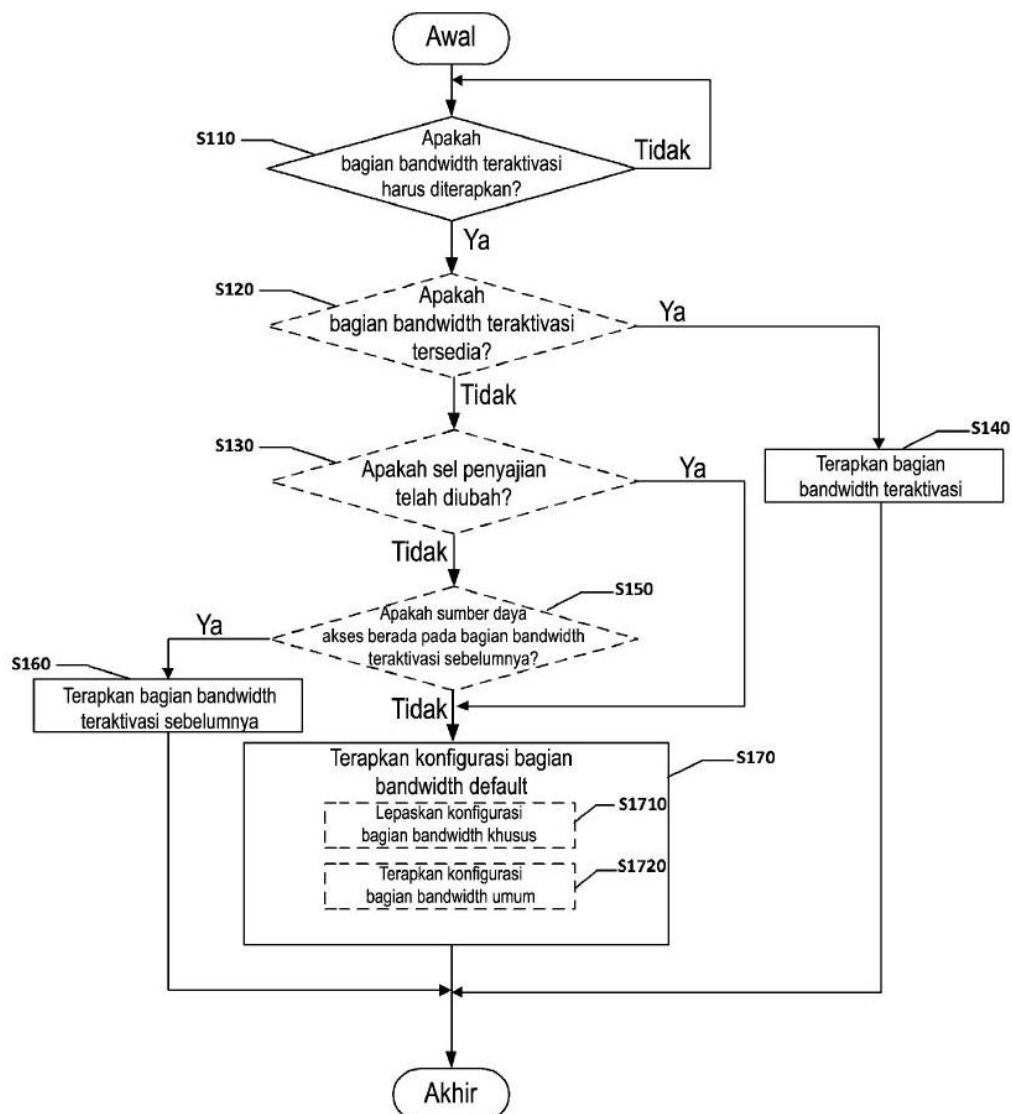 Awal
S110
Apakah
bagian bandwidth teraktivasi
harus diterapkan?
Tidak
Ya
S120
Apakah
bagian bandwidth teraktivasi
tersedia?
Ya
Tidak
S130
Apakah sel penyajian
telah diubah?
Ya
S140
Terapkan bagian
bandwidth teraktivasi
Tidak
S150
Apakah sumber daya
akses berada pada bagian bandwidth
teraktivasi sebelumnya?
Ya
S160
Terapkan bagian bandwidth
teraktivasi sebelumnya
Tidak
S170
Terapkan konfigurasi bagian
bandwidth default
S1710
Lepaskan konfigurasi
bagian bandwidth khusus
S1720
Terapkan konfigurasi
bagian bandwidth umum
Akhir